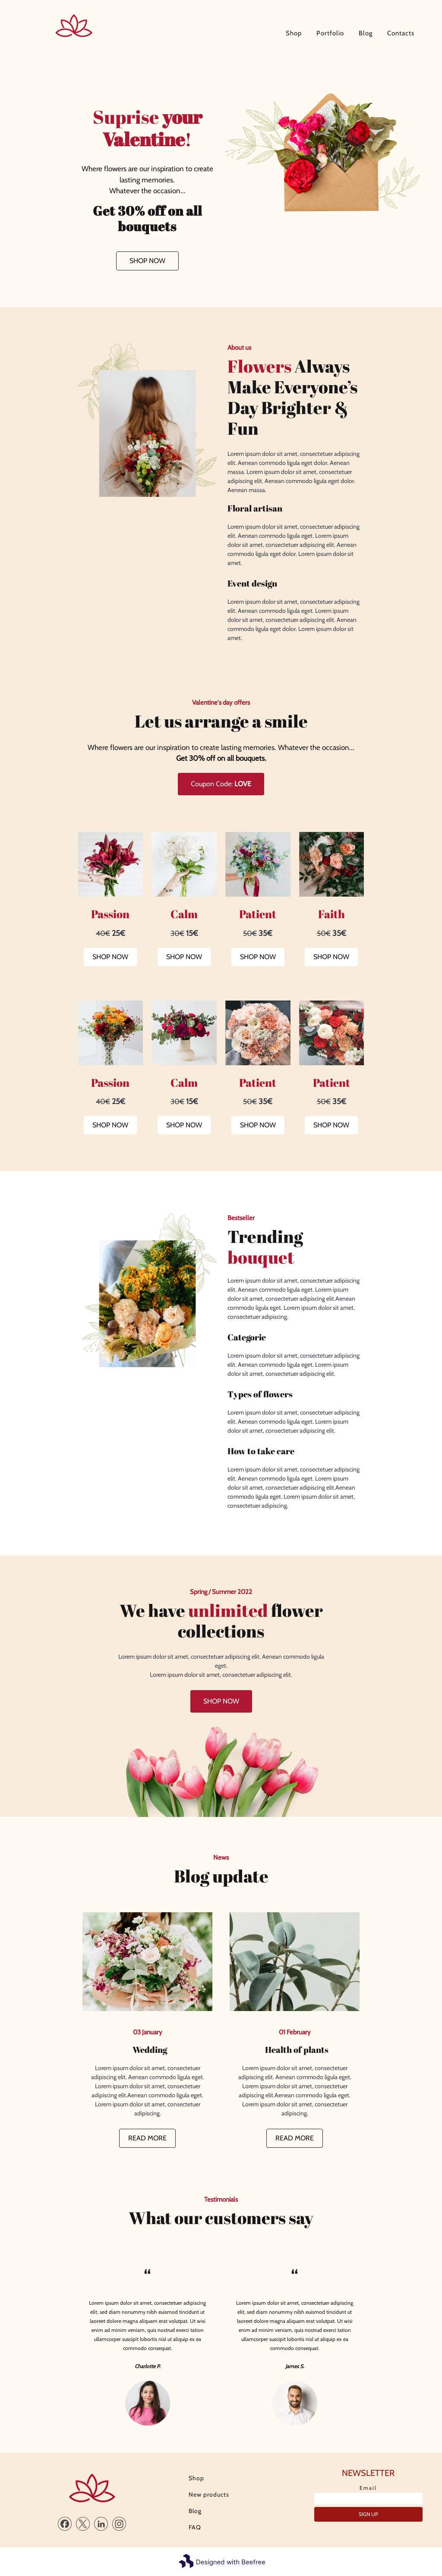 Shop
Portfolio
Blog
Contacts
Suprise your
Valentine!
Where flowers are our inspiration to create
lasting memories.
Whatever the occasion...
Get 30% off on all
bouquets
SHOP NOW
About us
Flowers Always
Make Everyone's
Day Brighter &
Fun
Lorem ipsum dolor sit amet, consectetuer adipiscing
elit. Aenean commodo ligula eget dolor. Aenean
massa. Lorem ipsum dolor sit amet, consectetuer
adipiscing elit. Aenean commodo ligula eget dolor.
Aenean massa.
Floral artisan
Lorem ipsum dolor sit amet, consectetuer adipiscing
elit. Aenean commodo ligula eget. Lorem ipsum
dolor sit amet, consectetuer adipiscing elit. Aenean
commodo ligula eget dolor. Lorem ipsum dolor sit
amet.
Event design
Lorem ipsum dolor sit amet, consectetuer adipiscing
elit. Aenean commodo ligula eget. Lorem ipsum
dolor sit amet, consectetuer adipiscing elit. Aenean
commodo ligula eget dolor. Lorem ipsum dolor sit
amet.
Valentine's day offers
Let us arrange a smile
Where flowers are our inspiration to create lasting memories. Whatever the occasion...
Get 30% off on all bouquets.
Coupon Code: LOVE
Passion
40€ 25€
SHOP NOW
Calm
30€ 15€
SHOP NOW
Patient
50€ 35€
SHOP NOW
Faith
50€ 35€
SHOP NOW
Passion
40€ 25€
SHOP NOW
Calm
30€ 15€
SHOP NOW
Patient
50€ 35€
SHOP NOW
Patient
50€ 35€
SHOP NOW
Bestseller
Trending
bouquet
Lorem ipsum dolor sit amet, consectetuer adipiscing
elit. Aenean commodo ligula eget. Lorem ipsum
dolor sit amet, consectetuer adipiscing elit.Aenean
commodo ligula eget. Lorem ipsum dolor sit amet,
consectetuer adipiscing.
Categorie
Lorem ipsum dolor sit amet, consectetuer adipiscing
elit. Aenean commodo ligula eget. Lorem ipsum
dolor sit amet, consectetuer adipiscing elit.
Types of flowers
Lorem ipsum dolor sit amet, consectetuer adipiscing
elit. Aenean commodo ligula eget. Lorem ipsum
dolor sit amet, consectetuer adipiscing elit.
How to take care
Lorem ipsum dolor sit amet, consectetuer adipiscing
elit. Aenean commodo ligula eget. Lorem ipsum
dolor sit amet, consectetuer adipiscing elit.Aenean
commodo ligula eget. Lorem ipsum dolor sit amet,
consectetuer adipiscing.
Spring / Summer 2022
We have unlimited flower
collections
Lorem ipsum dolor sit amet, consectetuer adipiscing elit. Aenean commodo ligula
eget.
Lorem ipsum dolor sit amet, consectetuer adipiscing elit.
SHOP NOW
News
Blog update
03 January
Wedding
Lorem ipsum dolor sit amet, consectetuer
adipiscing elit. Aenean commodo ligula eget.
Lorem ipsum dolor sit amet, consectetuer
adipiscing elit.Aenean commodo ligula eget.
Lorem ipsum dolor sit amet, consectetuer
adipiscing.
READ MORE
01 February
Health of plants
Lorem ipsum dolor sit amet, consectetuer
adipiscing elit. Aenean commodo ligula eget.
Lorem ipsum dolor sit amet, consectetuer
adipiscing elit.Aenean commodo ligula eget.
Lorem ipsum dolor sit amet, consectetuer
adipiscing.
READ MORE
Testimonials
What our customers say
“
Lorem ipsum dolor sit amet, consectetuer adipiscing
elit, sed diam nonummy nibh euismod tincidunt ut
laoreet dolore magna aliquam erat volutpat. Ut wisi
enim ad minim veniam, quis nostrud exerci tation
ullamcorper suscipit lobortis nisl ut aliquip ex ea
commodo consequat.
Charlotte P.
“
Lorem ipsum dolor sit amet, consectetuer adipiscing
elit, sed diam nonummy nibh euismod tincidunt ut
laoreet dolore magna aliquam erat volutpat. Ut wisi
enim ad minim veniam, quis nostrud exerci tation
ullamcorper suscipit lobortis nisl ut aliquip ex ea
commodo consequat.
James S.
Shop
New products
Blog
FAQ
NEWSLETTER
Email
SIGN UP
Designed with Beefree